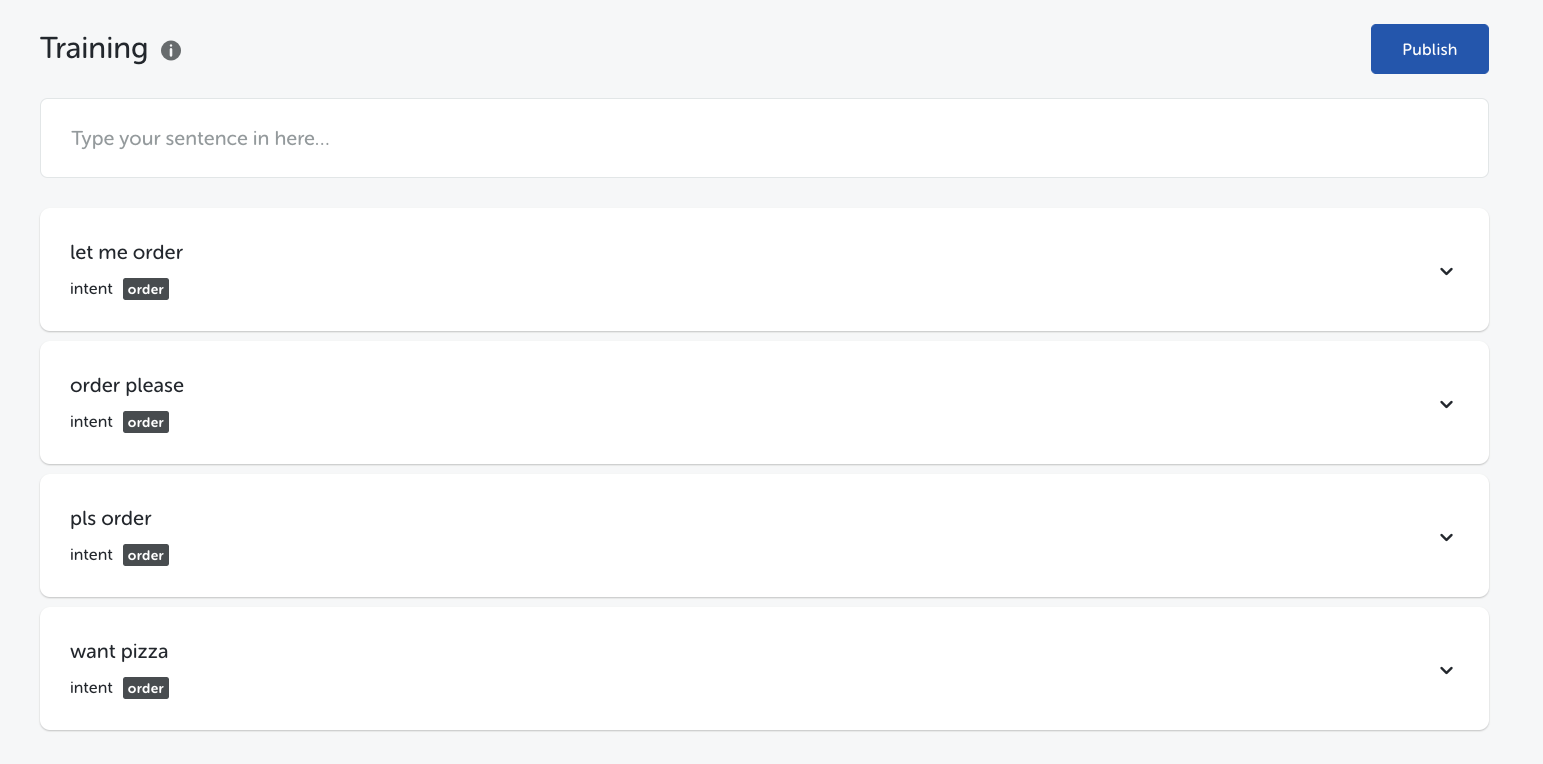 Training
Publish
Type your sentence in here...
let me order
intent order
order please
intent order
pls order
intent order
want pizza
intent order